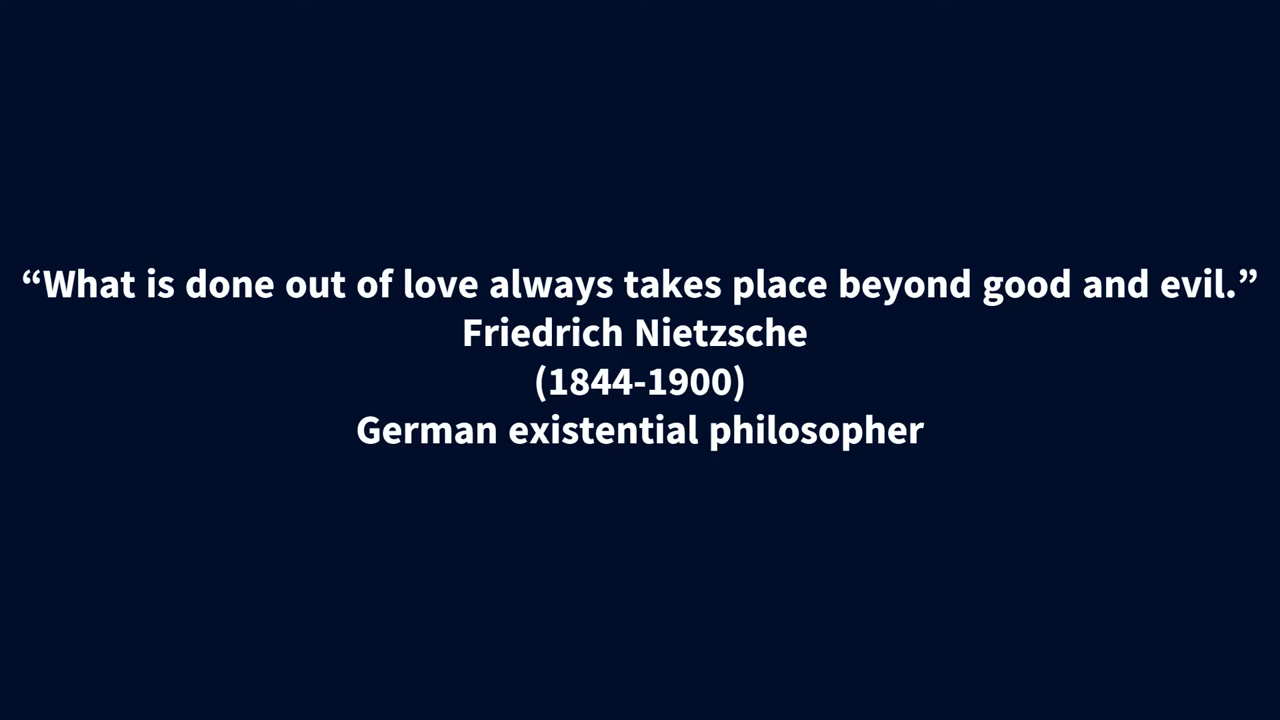 “What is done out of love always takes place beyond good and evil.”
Friedrich Nietzsche
(1844-1900)
German existential philosopher